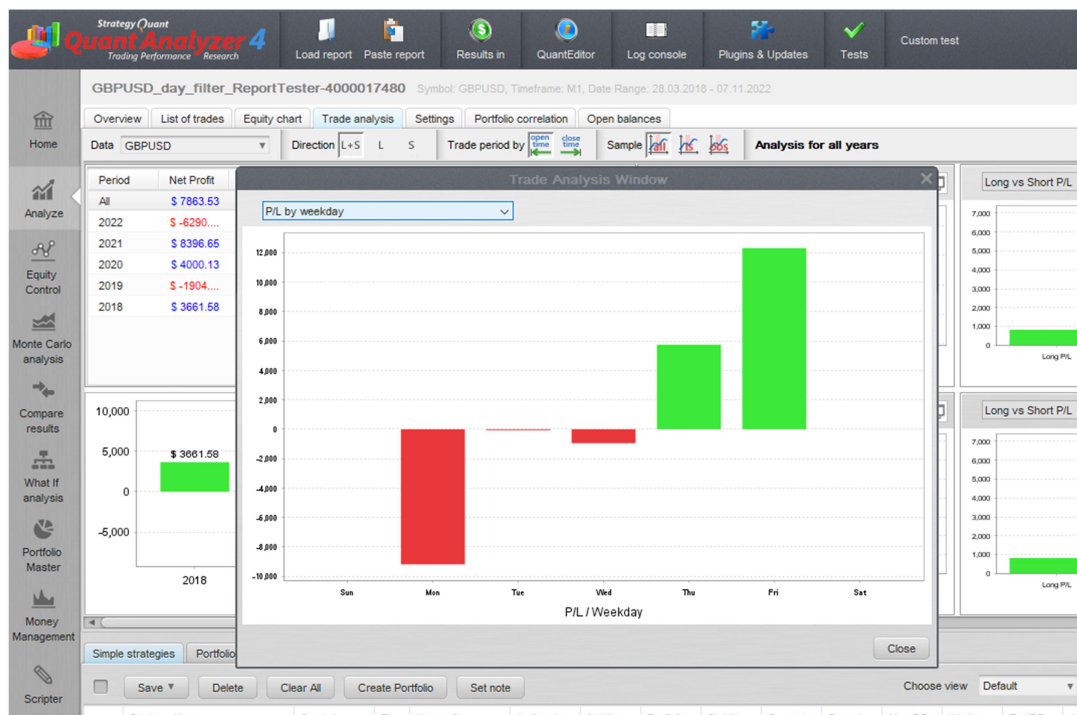 Strategy Quant
Quant Analyzer 4
Trading Performance Research
Load report
Paste report
Results in
QuantEditor
Log console
Plugins & Updates
Tests
Custom test
GBPUSD_day_filter_ReportTester-4000017480 Symbol: GBPUSD, Timeframe: M1, Date Range: 28.03.2018 - 07.11.2022
Overview
List of trades
Equity chart
Trade analysis
Settings
Portfolio correlation
Open balances
Data GBPUSD
Direction L+S L S
Trade period by open time close time
Sample all is oos
Analysis for all years
Home
Analyze
Equity
Control
Monte Carlo
analysis
Compare
results
What If
analysis
Portfolio
Master
Money
Management
Scripter
Period Net Profit
All $ 7863.53
2022 $ -6290....
2021 $ 8396.65
2020 $ 4000.13
2019 $ -1904....
2018 $ 3661.58
10,000
5,000
0
-5,000
$ 3661.58
2018
Trade Analysis Window
P/L by weekday
12,000
10,000
8,000
6,000
4,000
2,000
0
-2,000
-4,000
-6,000
-8,000
-10,000
Sun Mon Tue Wed Thu Fri Sat
P/L / Weekday
Close
Long vs Short P/L
7,000
6,000
5,000
4,000
3,000
2,000
1,000
0
Long P/L
Long vs Short P/L
7,000
6,000
5,000
4,000
3,000
2,000
1,000
0
Long P/L
Simple strategies
Portfolio
Save
Delete
Clear All
Create Portfolio
Set note
Choose view Default